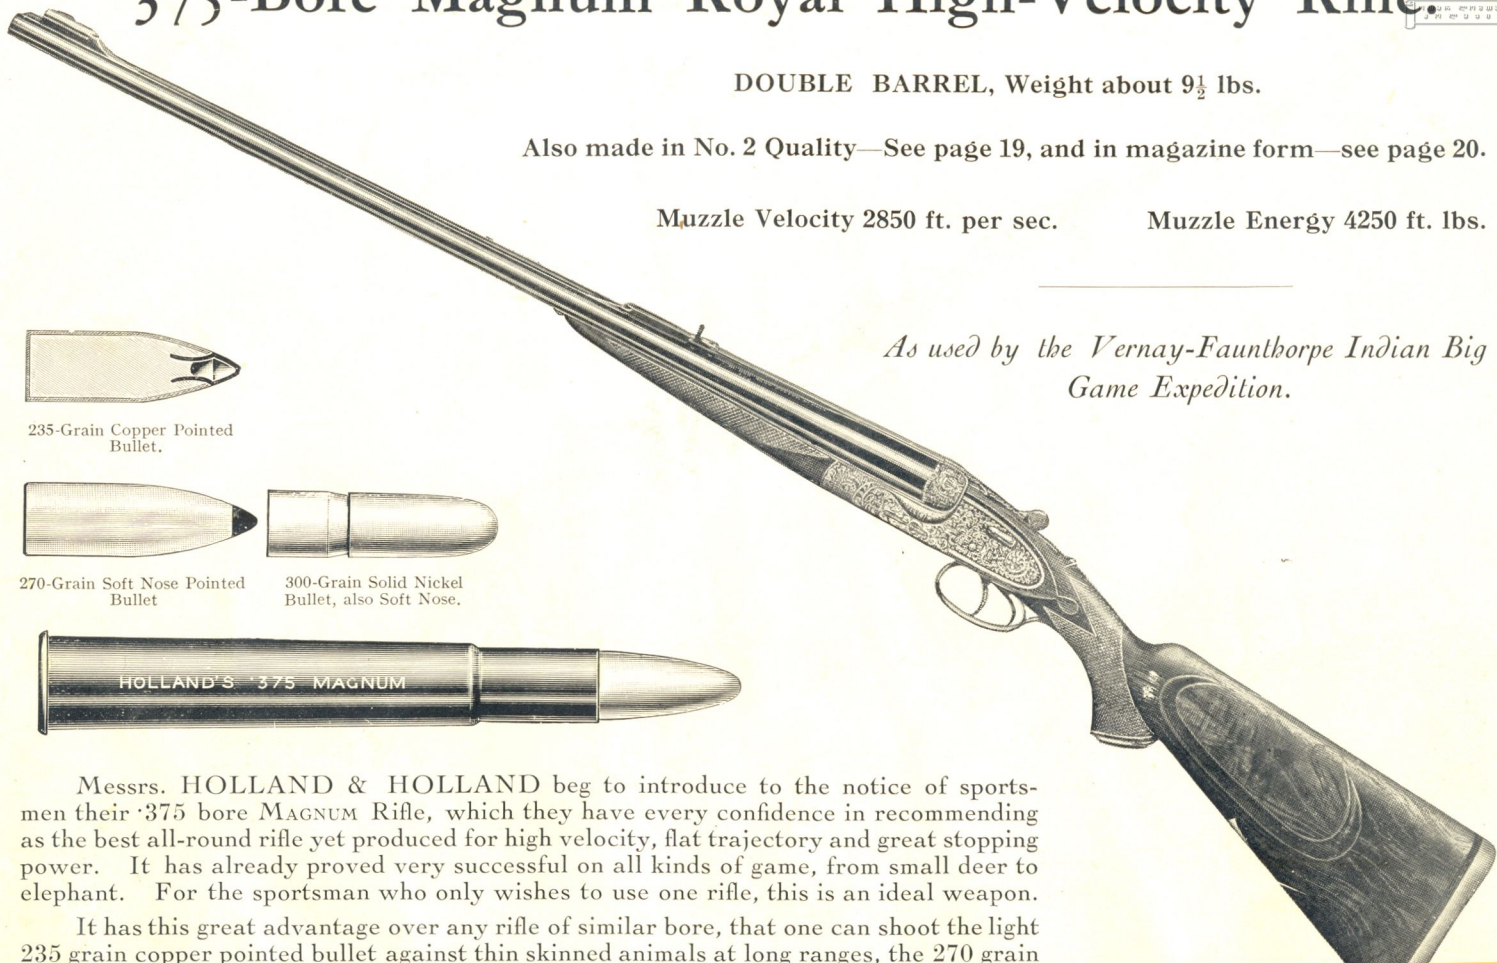 ·375-Bore Magnum Royal High-Velocity Rifle.
DOUBLE BARREL, Weight about 9½ lbs.
Also made in No. 2 Quality—See page 19, and in magazine form—see page 20.
Muzzle Velocity 2850 ft. per sec. Muzzle Energy 4250 ft. lbs.
As used by the Vernay-Faunthorpe Indian Big
Game Expedition.
235-Grain Copper Pointed
Bullet.
270-Grain Soft Nose Pointed
Bullet
300-Grain Solid Nickel
Bullet, also Soft Nose.
HOLLAND'S ·375 MAGNUM
Messrs. HOLLAND & HOLLAND beg to introduce to the notice of sports-
men their ·375 bore MAGNUM Rifle, which they have every confidence in recommending
as the best all-round rifle yet produced for high velocity, flat trajectory and great stopping
power. It has already proved very successful on all kinds of game, from small deer to
elephant. For the sportsman who only wishes to use one rifle, this is an ideal weapon.
It has this great advantage over any rifle of similar bore, that one can shoot the light
235 grain copper pointed bullet against thin skinned animals at long ranges, the 270 grain